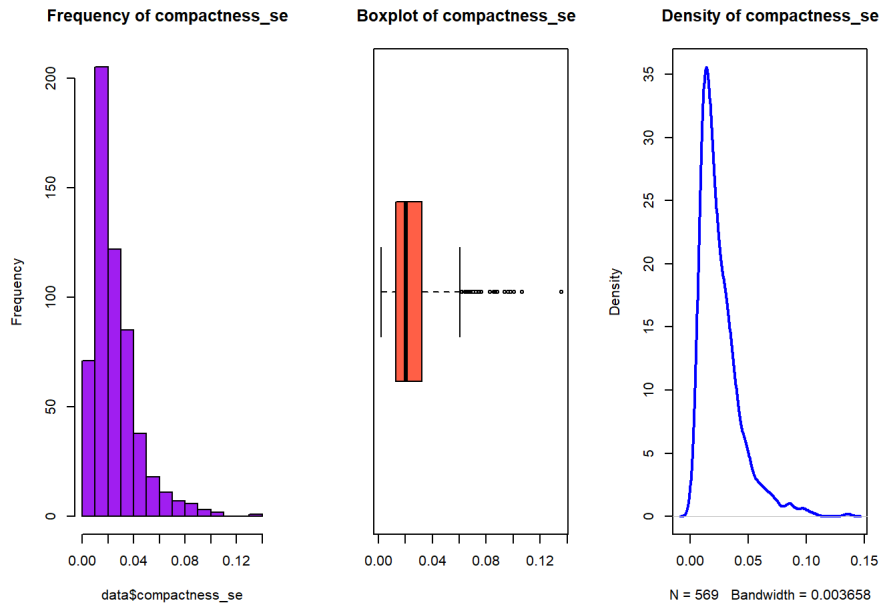 Frequency of compactness_se
Frequency
0
50
100
150
200
0.00 0.04 0.08 0.12
data$compactness_se
Boxplot of compactness_se
0.00 0.04 0.08 0.12
Density of compactness_se
Density
0
5
10
15
20
25
30
35
0.00 0.05 0.10 0.15
N = 569 Bandwidth = 0.003658